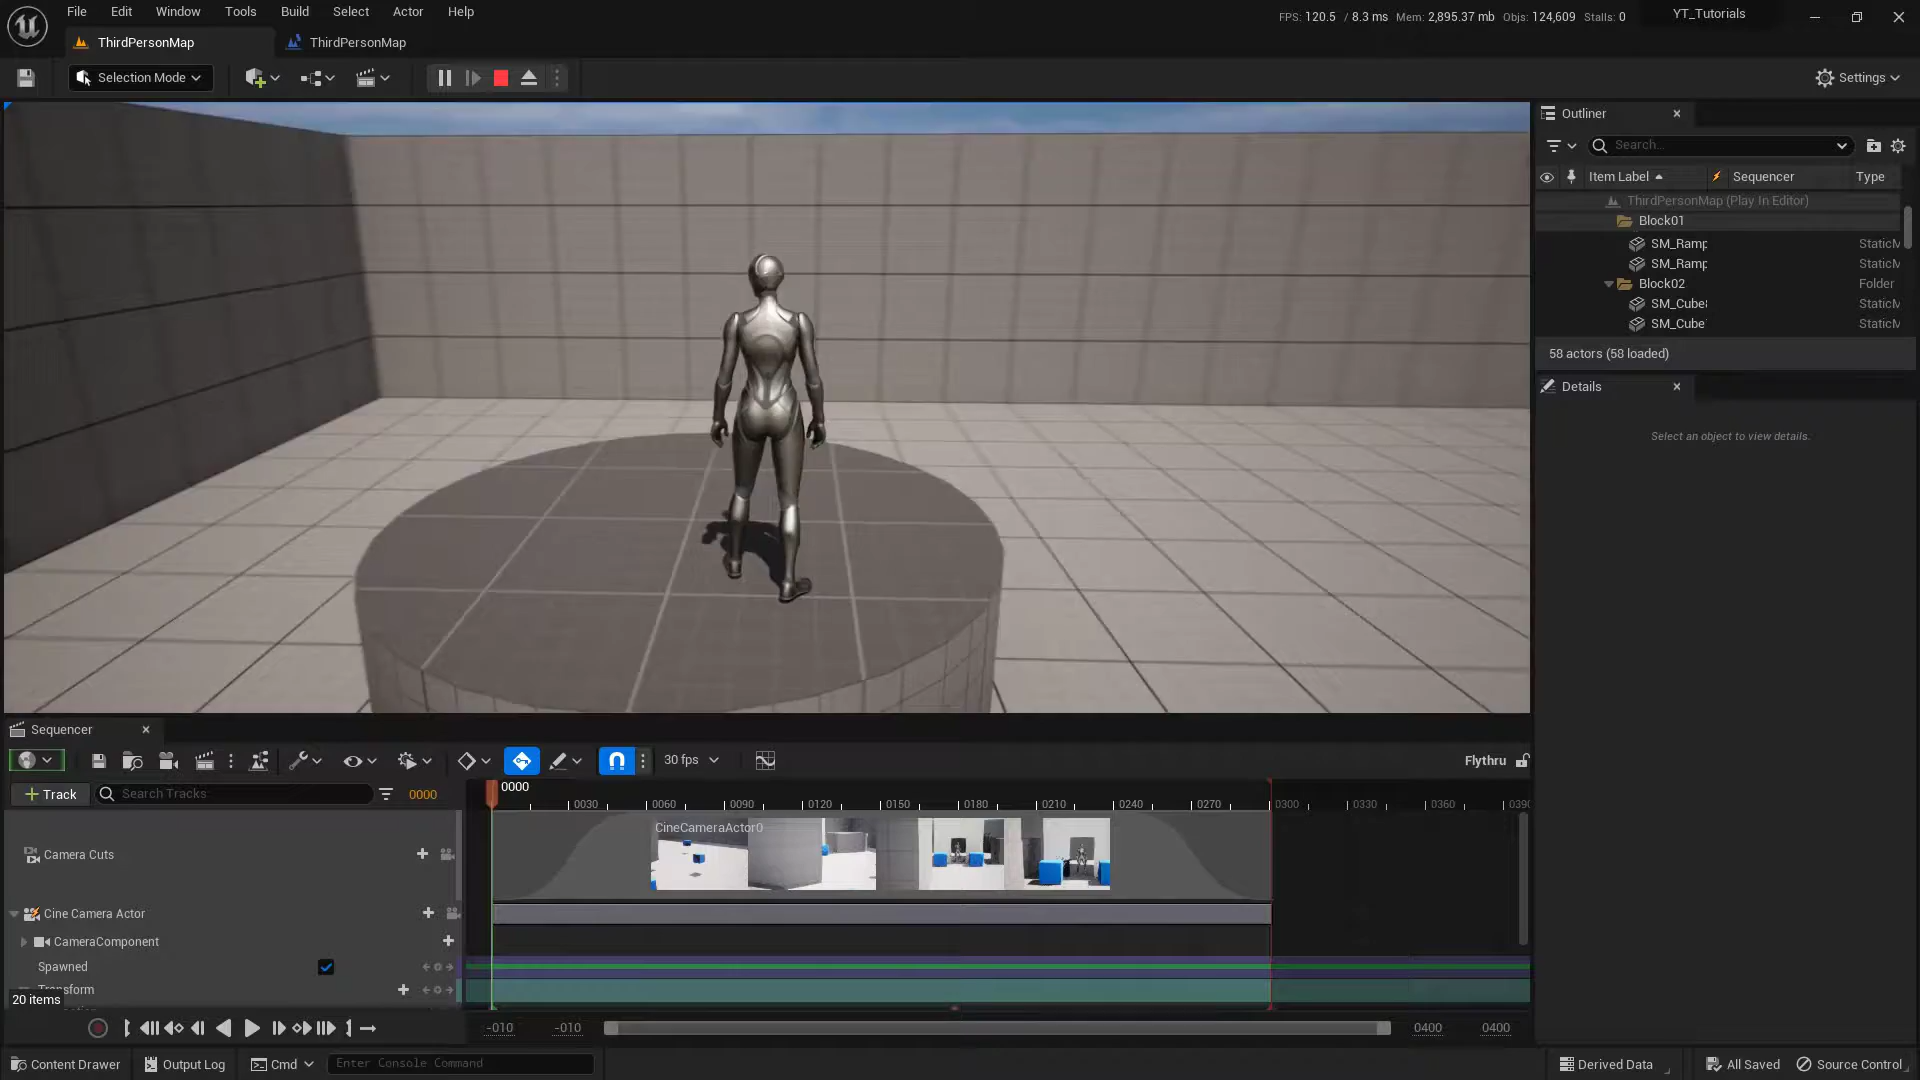 File Edit Window Tools Build Select Actor Help
FPS: 120.5 / 8.3 ms Mem: 2,895.37 mb Objs: 124,609 Stalls: 0
YT_Tutorials
ThirdPersonMap
ThirdPersonMap
Selection Mode
Settings
Outliner
Search...
Item Label Sequencer Type
ThirdPersonMap (Play In Editor)
Block01
SM_Ramp StaticM
SM_Ramp StaticM
Block02 Folder
SM_Cube StaticM
SM_Cube StaticM
58 actors (58 loaded)
Details
Select an object to view details.
Sequencer
30 fps
Flythru
Track
Search Tracks
0000
0000
0030 0060 0090 0120 0150 0180 0210 0240 0270 0300 0330 0360 0390
CineCameraActor0
Camera Cuts
Cine Camera Actor
CameraComponent
Spawned
Transform
20 items
-010 -010 0400 0400
Content Drawer Output Log Cmd Enter Console Command
Derived Data All Saved Source Control